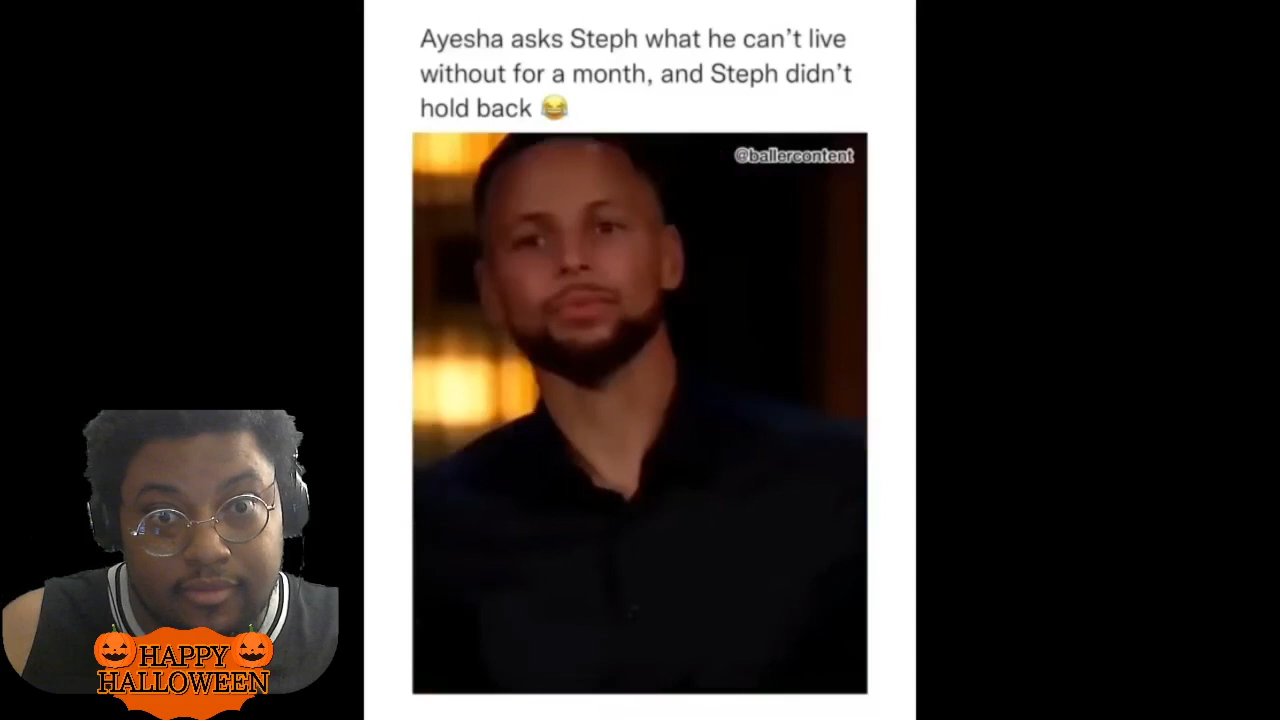 Ayesha asks Steph what he can’t live
without for a month, and Steph didn’t
hold back 😂
@ballercontent
HAPPY
HALLOWEEN